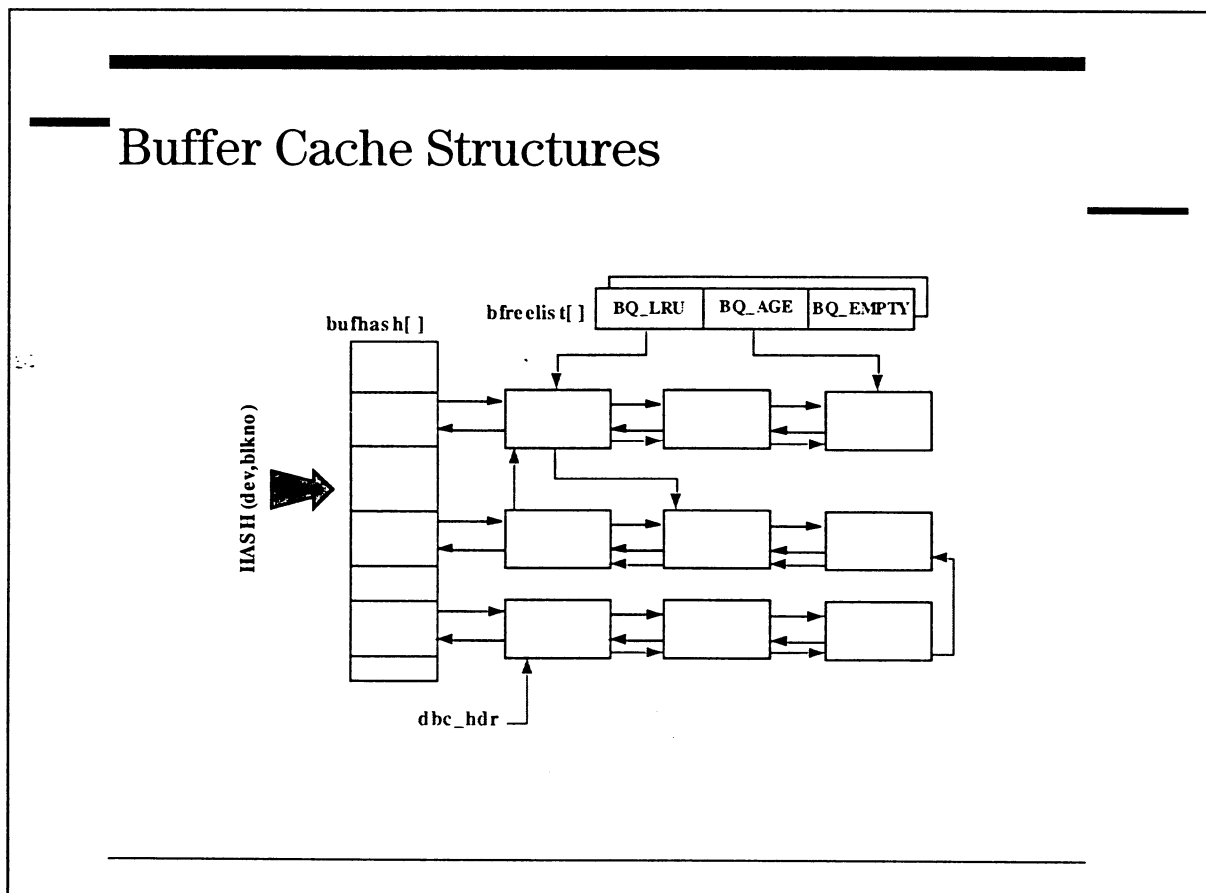 Buffer Cache Structures
bfreelist[ ] BQ_LRU BQ_AGE BQ_EMPTY
bufhash[ ]
HASH(dev,blkno)
dbc_hdr